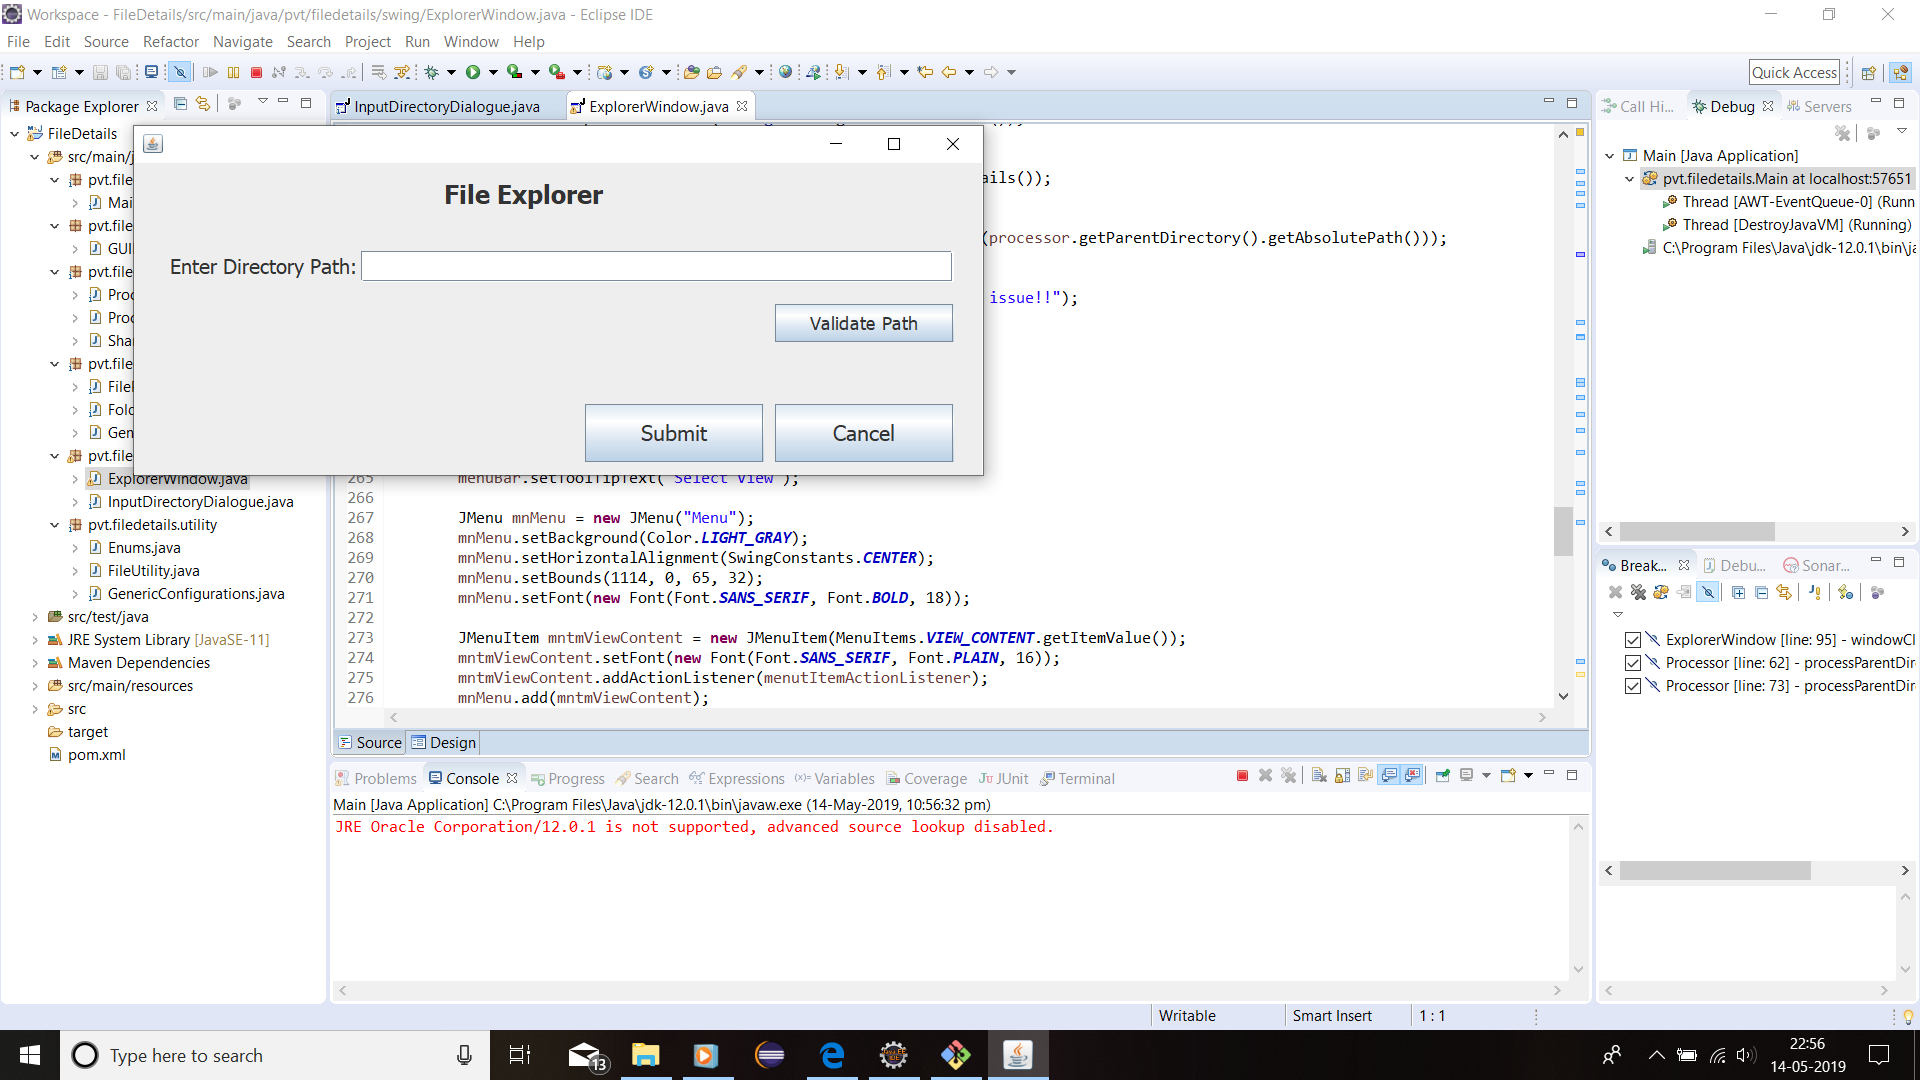 Workspace - FileDetails/src/main/java/pvt/filedetails/swing/ExplorerWindow.java - Eclipse IDE
File Edit Source Refactor Navigate Search Project Run Window Help
Quick Access
Package Explorer
InputDirectoryDialogue.java
ExplorerWindow.java
Call Hi...
Debug
Servers
FileDetails
src/main/j
pvt.file
Mai
pvt.file
GUI
pvt.file
Proc
Proc
Shar
pvt.file
Fold
Gen
pvt.file
ExplorerWindow.java
InputDirectoryDialogue.java
pvt.filedetails.utility
Enums.java
FileUtility.java
GenericConfigurations.java
src/test/java
JRE System Library [JavaSE-11]
Maven Dependencies
src/main/resources
src
target
pom.xml
File Explorer
Enter Directory Path:
Validate Path
Submit
Cancel
ails());
(processor.getParentDirectory().getAbsolutePath()));
issue!!");
265 menuBar.setToolTipText("Select View");
266
267 JMenu mnMenu = new JMenu("Menu");
268 mnMenu.setBackground(Color.LIGHT_GRAY);
269 mnMenu.setHorizontalAlignment(SwingConstants.CENTER);
270 mnMenu.setBounds(1114, 0, 65, 32);
271 mnMenu.setFont(new Font(Font.SANS_SERIF, Font.BOLD, 18));
272
273 JMenuItem mntmViewContent = new JMenuItem(MenuItems.VIEW_CONTENT.getItemValue());
274 mntmViewContent.setFont(new Font(Font.SANS_SERIF, Font.PLAIN, 16));
275 mntmViewContent.addActionListener(menutItemActionListener);
276 mnMenu.add(mntmViewContent);
Source
Design
Main [Java Application]
pvt.filedetails.Main at localhost:57651
Thread [AWT-EventQueue-0] (Runn
Thread [DestroyJavaVM] (Running)
C:\Program Files\Java\jdk-12.0.1\bin\ja
Break...
Debu...
Sonar...
ExplorerWindow [line: 95] - windowCl
Processor [line: 62] - processParentDir
Processor [line: 73] - processParentDir
Problems
Console
Progress
Search
Expressions
Variables
Coverage
JUnit
Terminal
Main [Java Application] C:\Program Files\Java\jdk-12.0.1\bin\javaw.exe (14-May-2019, 10:56:32 pm)
JRE Oracle Corporation/12.0.1 is not supported, advanced source lookup disabled.
Writable
Smart Insert
1 : 1
Type here to search
13
22:56
14-05-2019